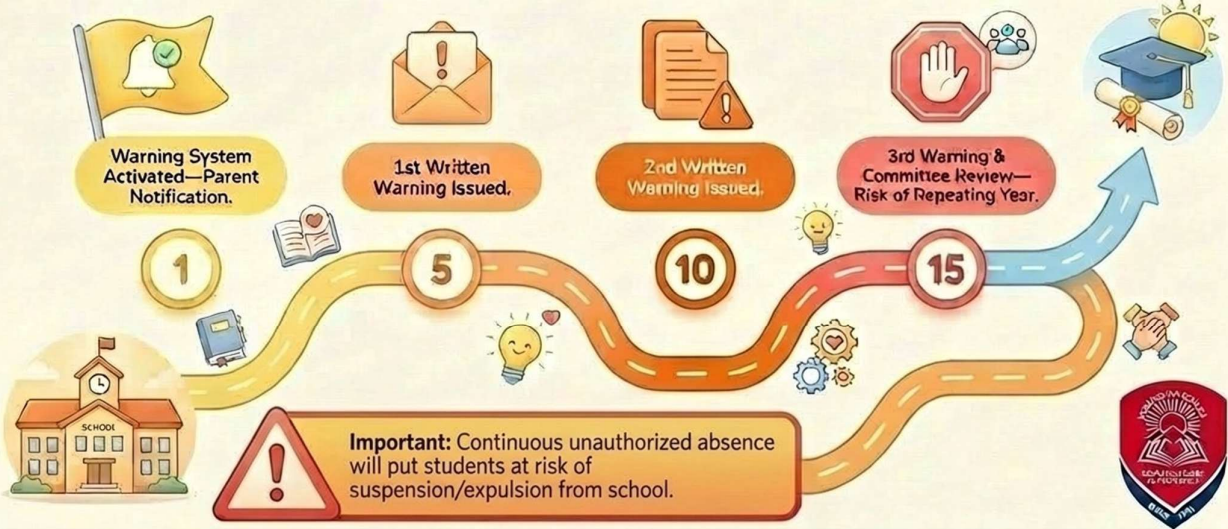 Warning System
Activated—Parent
Notification.
1st Written
Warning Issued.
2nd Written
Warning Issued.
3rd Warning &
Committee Review—
Risk of Repeating Year.
1
5
10
15
SCHOOL
Important: Continuous unauthorized absence
will put students at risk of
suspension/expulsion from school.